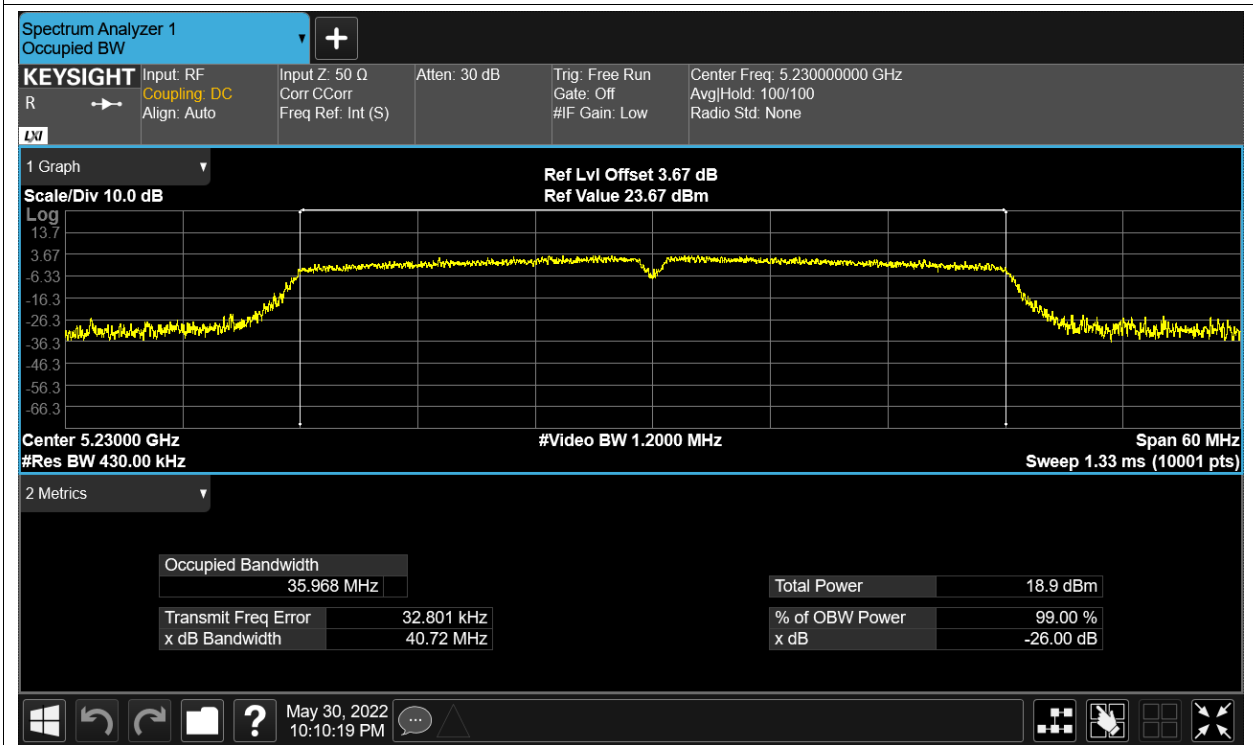 Spectrum Analyzer 1
Occupied BW
KEYSIGHT
R
LXI
Input: RF
Coupling: DC
Align: Auto
Input Z: 50 Ω
Corr CCorr
Freq Ref: Int (S)
Atten: 30 dB
Trig: Free Run
Gate: Off
#IF Gain: Low
Center Freq: 5.230000000 GHz
Avg|Hold: 100/100
Radio Std: None
1 Graph
Scale/Div 10.0 dB
Ref Lvl Offset 3.67 dB
Ref Value 23.67 dBm
Log
13.7
3.67
-6.33
-16.3
-26.3
-36.3
-46.3
-56.3
-66.3
Center 5.23000 GHz
#Res BW 430.00 kHz
#Video BW 1.2000 MHz
Span 60 MHz
Sweep 1.33 ms (10001 pts)
2 Metrics
Occupied Bandwidth
35.968 MHz
Transmit Freq Error 32.801 kHz
x dB Bandwidth 40.72 MHz
Total Power 18.9 dBm
% of OBW Power 99.00 %
x dB -26.00 dB
May 30, 2022
10:10:19 PM